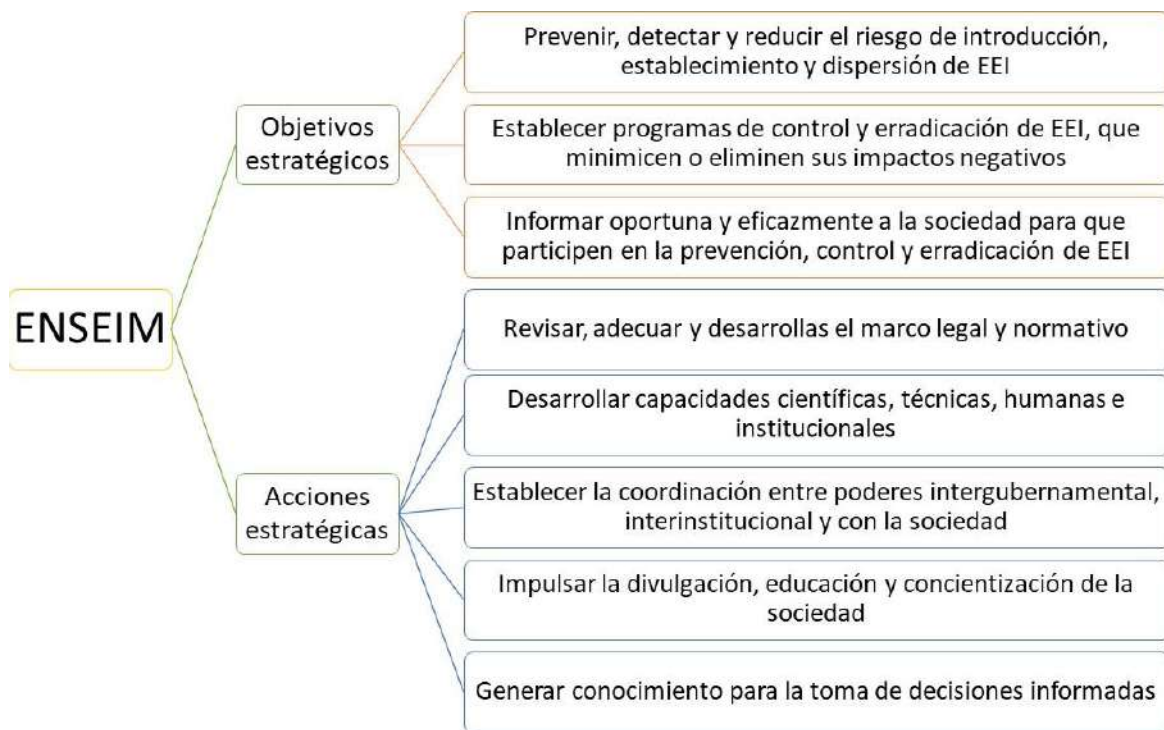 Prevenir, detectar y reducir el riesgo de introducción,
establecimiento y dispersión de EEI
Objetivos
estratégicos
Establecer programas de control y erradicación de EEI, que
minimicen o eliminen sus impactos negativos
Informar oportuna y eficazmente a la sociedad para que
participen en la prevención, control y erradicación de EEI
ENSEIM
Revisar, adecuar y desarrollas el marco legal y normativo
Desarrollar capacidades científicas, técnicas, humanas e
institucionales
Acciones
estratégicas
Establecer la coordinación entre poderes intergubernamental,
interinstitucional y con la sociedad
Impulsar la divulgación, educación y concientización de la
sociedad
Generar conocimiento para la toma de decisiones informadas